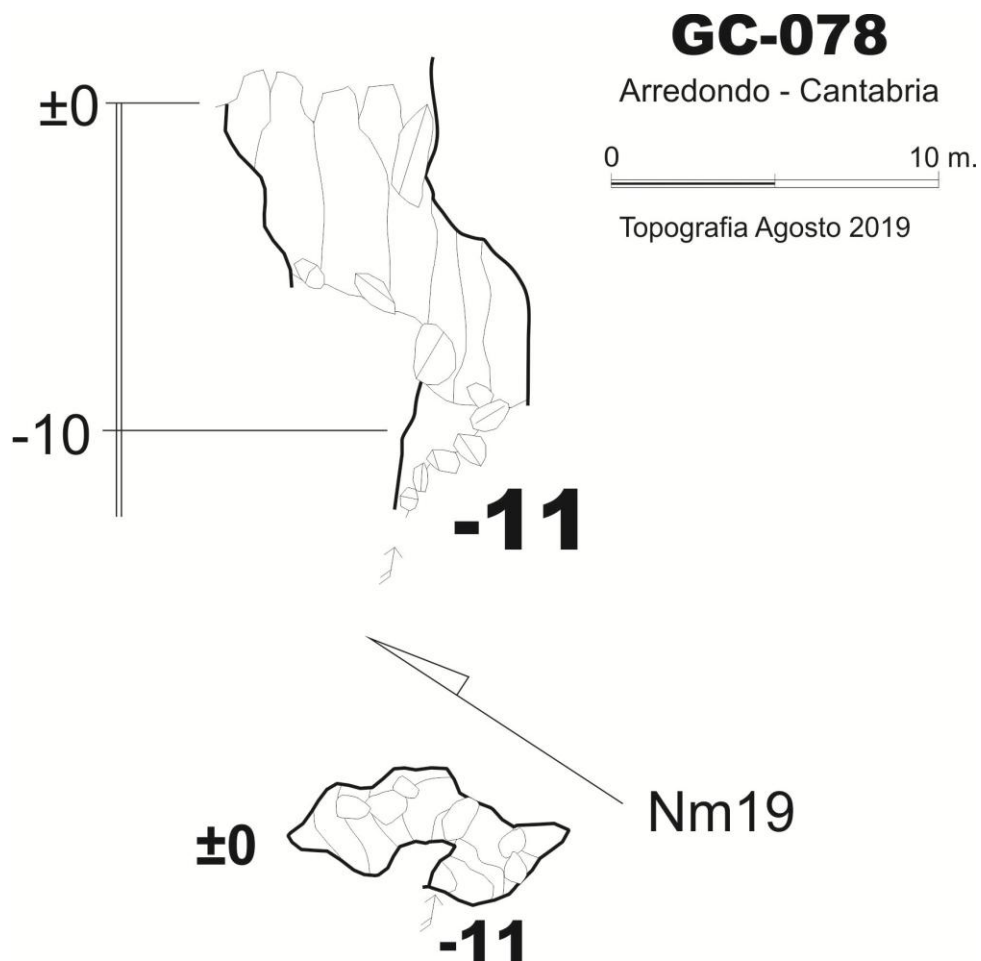 GC-078
Arredondo - Cantabria
0 10 m.
Topografia Agosto 2019
±0
-10
-11
Nm19
±0
-11